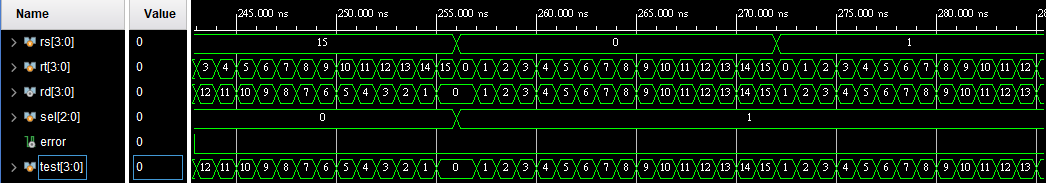 Name Value 245.000 ns 250.000 ns 255.000 ns 260.000 ns 265.000 ns 270.000 ns 275.000 ns 280.000 ns
rs[3:0] 0 15 0 1
rt[3:0] 0 3 4 5 6 7 8 9 10 11 12 13 14 15 0 1 2 3 4 5 6 7 8 9 10 11 12 13 14 15 0 1 2 3 4 5 6 7 8 9 10 11 12
rd[3:0] 0 12 11 10 9 8 7 6 5 4 3 2 1 0 1 2 3 4 5 6 7 8 9 10 11 12 13 14 15 1 2 3 4 5 6 7 8 9 10 11 12 13
sel[2:0] 0 0 1
error 0
test[3:0] 0 12 11 10 9 8 7 6 5 4 3 2 1 0 1 2 3 4 5 6 7 8 9 10 11 12 13 14 15 1 2 3 4 5 6 7 8 9 10 11 12 13